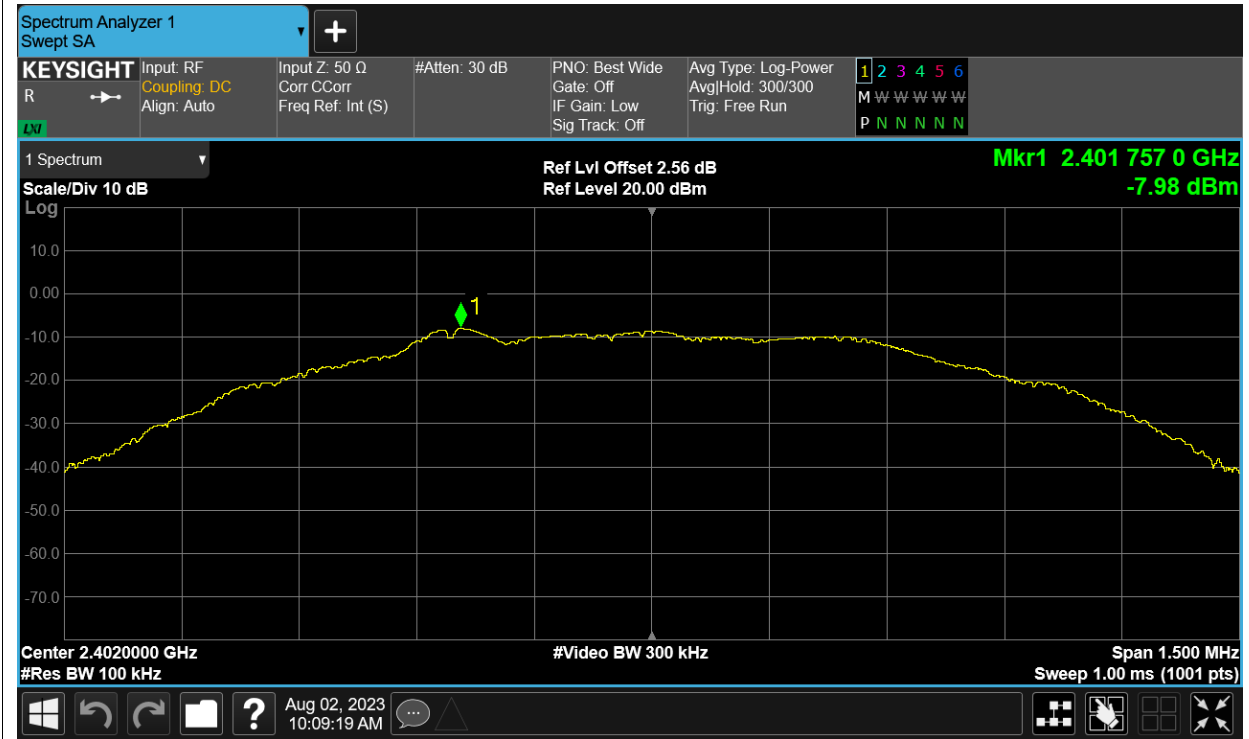 Spectrum Analyzer 1
Swept SA
KEYSIGHT
R
LXI
Input: RF
Coupling: DC
Align: Auto
Input Z: 50 Ω
Corr CCorr
Freq Ref: Int (S)
#Atten: 30 dB
PNO: Best Wide
Gate: Off
IF Gain: Low
Sig Track: Off
Avg Type: Log-Power
Avg|Hold: 300/300
Trig: Free Run
1 2 3 4 5 6
M W W W W W
P N N N N N
1 Spectrum
Scale/Div 10 dB
Log
Ref Lvl Offset 2.56 dB
Ref Level 20.00 dBm
Mkr1 2.401 757 0 GHz
-7.98 dBm
10.0
0.00
1
-10.0
-20.0
-30.0
-40.0
-50.0
-60.0
-70.0
Center 2.4020000 GHz
#Res BW 100 kHz
#Video BW 300 kHz
Span 1.500 MHz
Sweep 1.00 ms (1001 pts)
?
Aug 02, 2023
10:09:19 AM